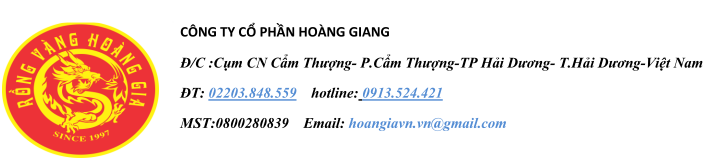 RỒNG VÀNG HOÀNG GIA
SINCE 1997
CÔNG TY CỔ PHẦN HOÀNG GIANG
Đ/C :Cụm CN Cẩm Thượng- P.Cẩm Thượng-TP Hải Dương- T.Hải Dương-Việt Nam
ĐT: 02203.848.559 hotline: 0913.524.421
MST:0800280839 Email: hoangiavn.vn@gmail.com